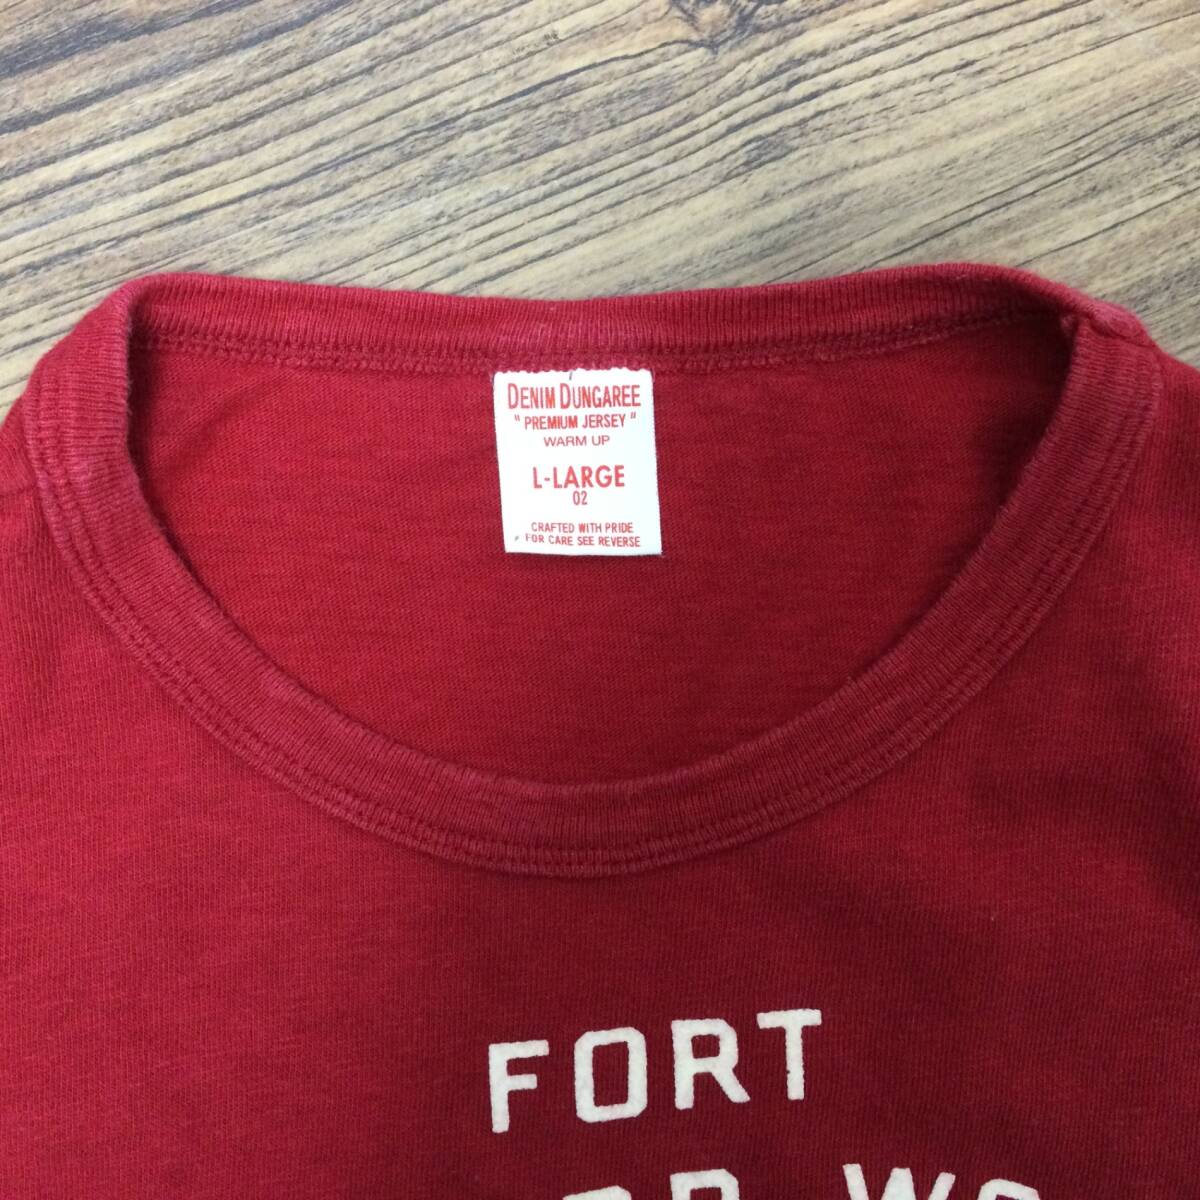 DENIM DUNGAREE
"PREMIUM JERSEY"
WARM UP
L-LARGE
02
CRAFTED WITH PRIDE
FOR CARE SEE REVERSE
FORT